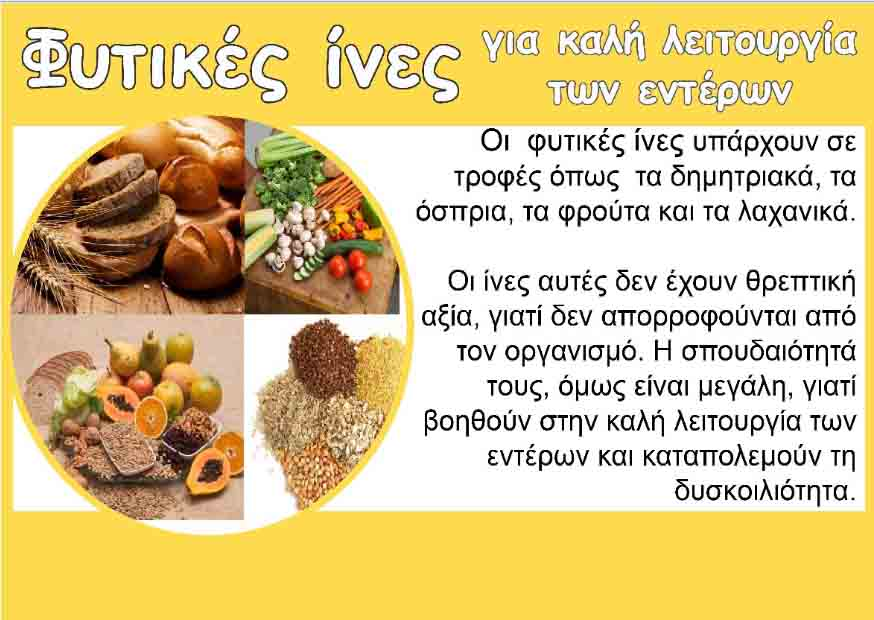 Φυτικές ίνες
για καλή λειτουργία
των εντέρων
Οι φυτικές ίνες υπάρχουν σε
τροφές όπως τα δημητριακά, τα
όσπρια, τα φρούτα και τα λαχανικά.
Οι ίνες αυτές δεν έχουν θρεπτική
αξία, γιατί δεν απορροφούνται από
τον οργανισμό. Η σπουδαιότητά
τους, όμως είναι μεγάλη, γιατί
βοηθούν στην καλή λειτουργία των
εντέρων και καταπολεμούν τη
δυσκοιλιότητα.